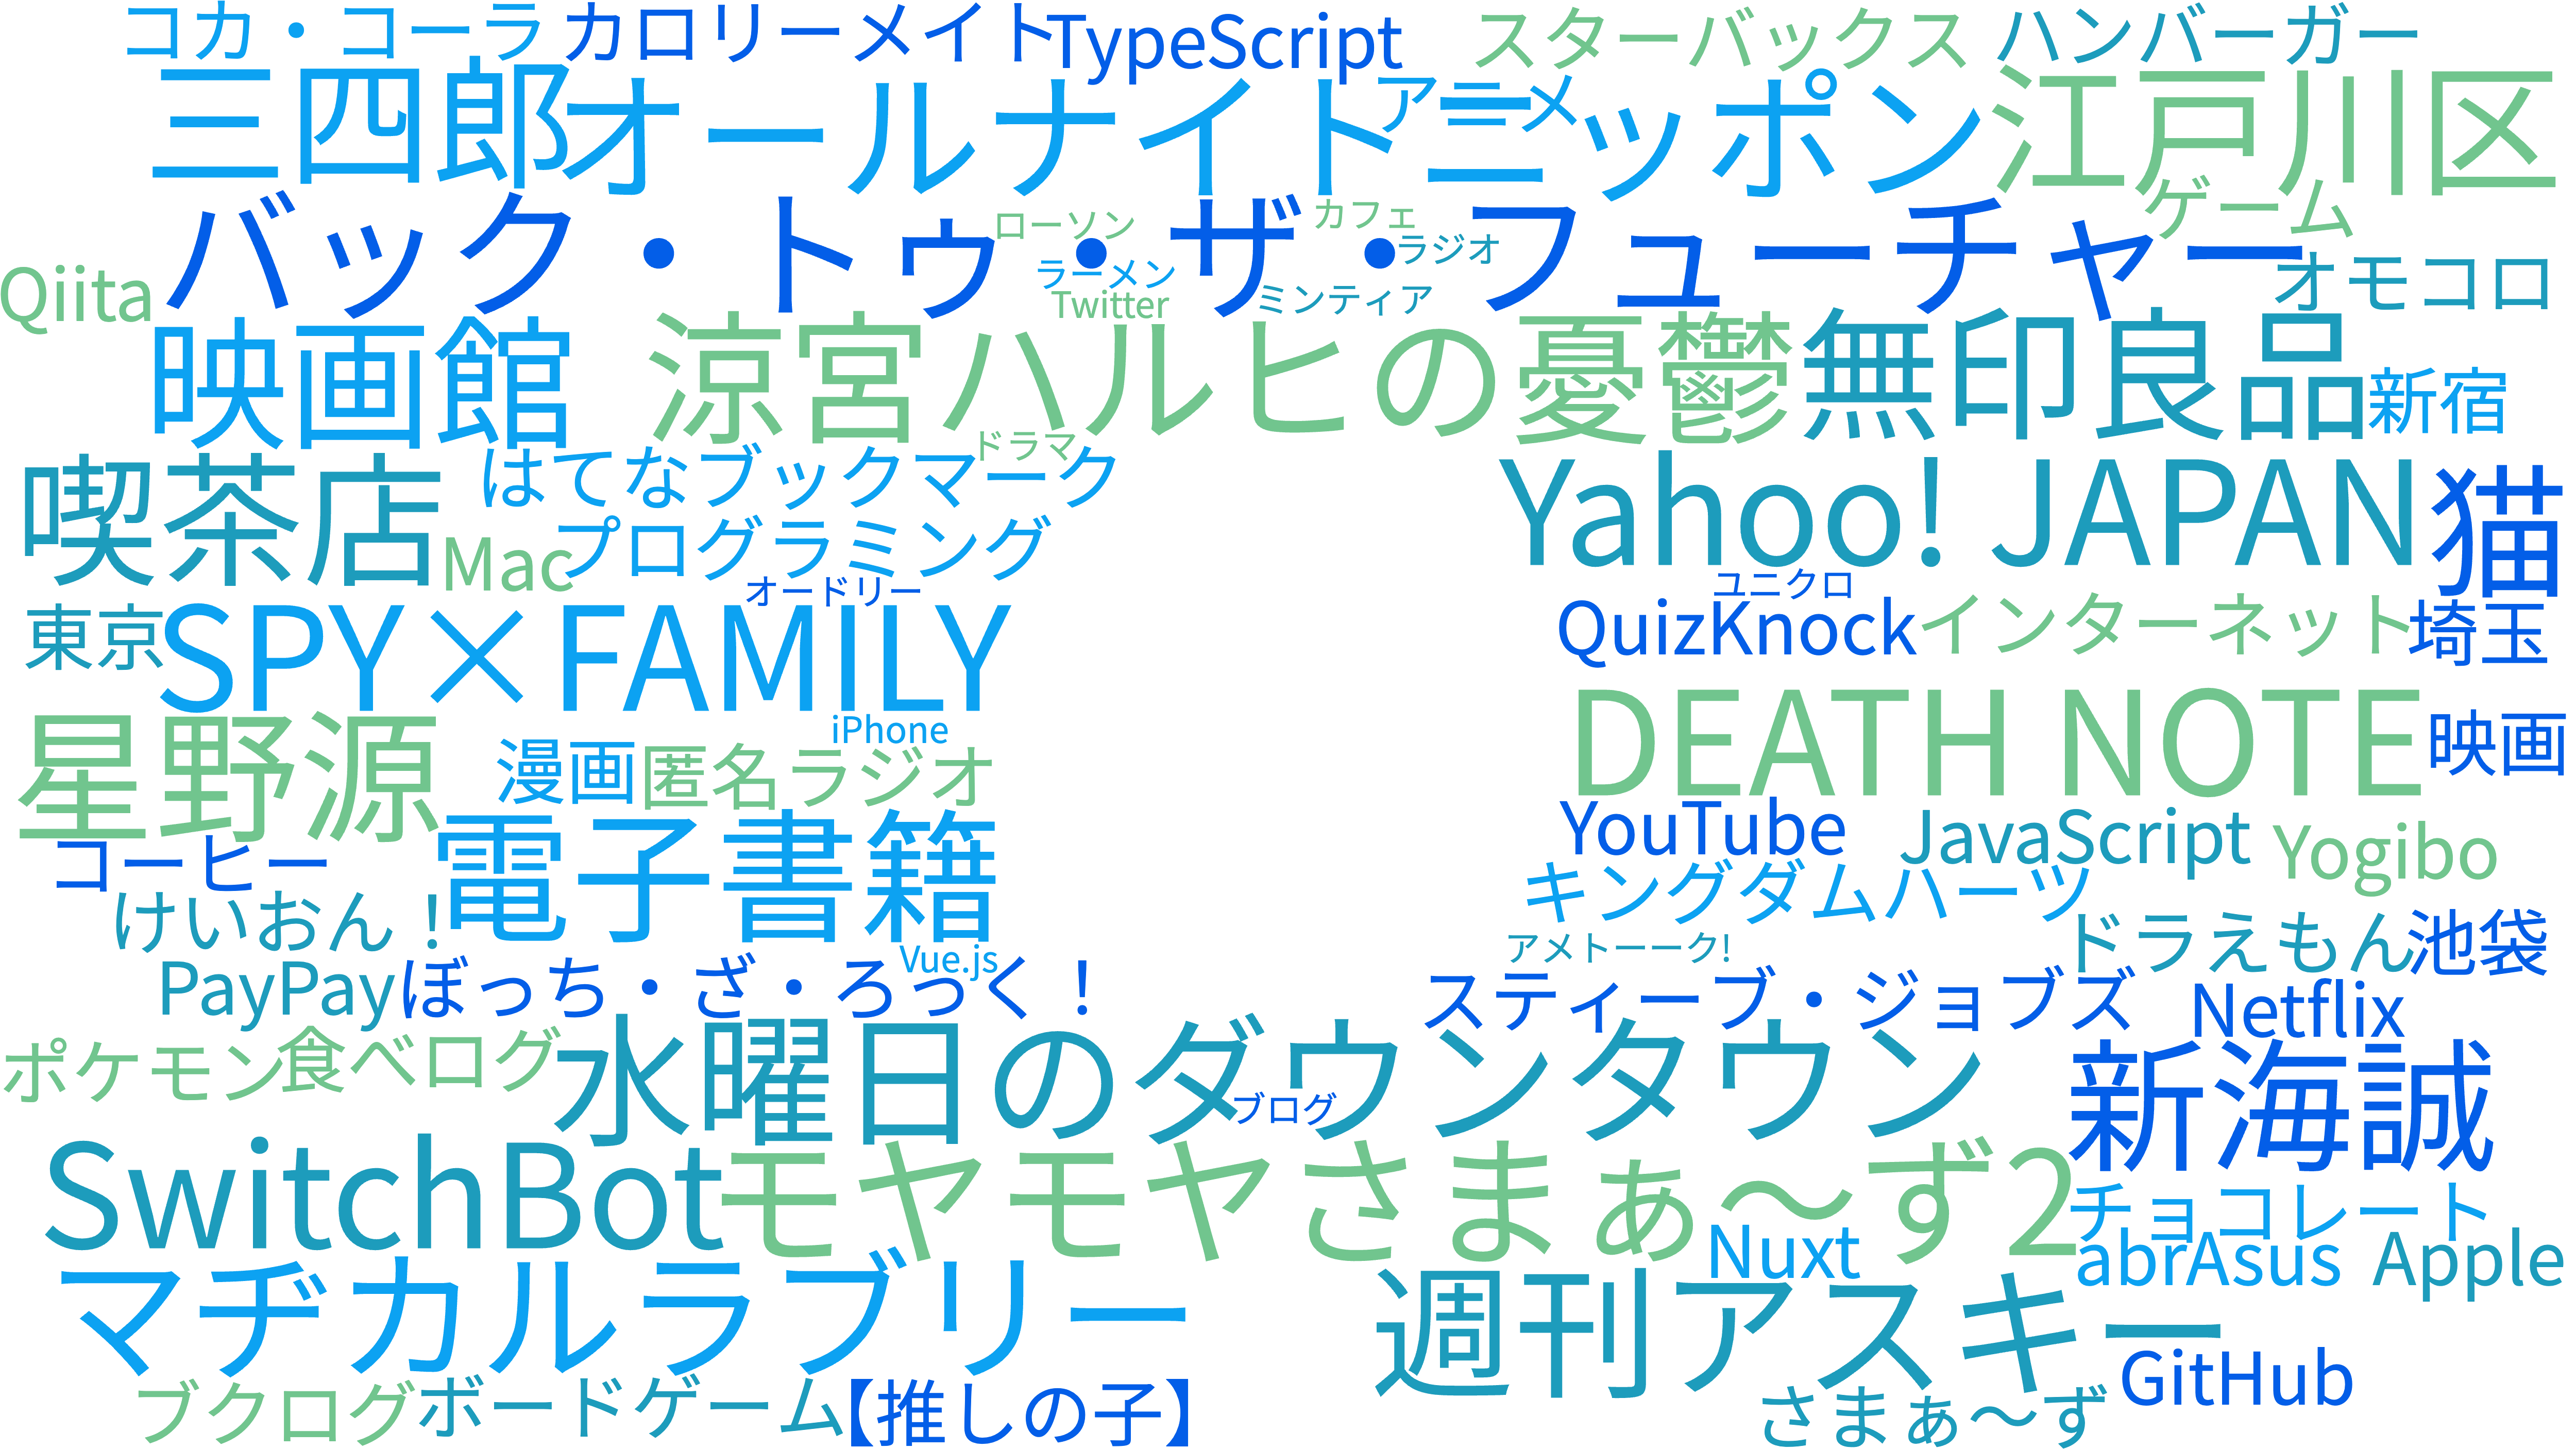 コカ・コーラ カロリーメイト TypeScript スターバックス ハンバーガー
三四郎オールナイトニッポン アニメ 江戸川区
ゲーム
バック・トゥ・ザ・フューチャー
ローソン カフェ ラジオ
ラーメン
Twitter ミンティア
Qiita オモコロ
映画館 涼宮ハルヒの憂鬱 無印良品 新宿
ドラマ
喫茶店 はてなブックマーク Yahoo! JAPAN 猫
Mac プログラミング
オードリー ユニクロ
東京 SPY×FAMILY QuizKnock インターネット 埼玉
iPhone
星野源 漫画 匿名ラジオ DEATH NOTE 映画
コーヒー 電子書籍 YouTube JavaScript Yogibo
けいおん！ キングダムハーツ
Vue.js アメトーーク! ドラえもん 池袋
PayPay ぼっち・ざ・ろっく！ スティーブ・ジョブズ Netflix
ポケモン 食べログ 水曜日のダウンタウン 新海誠
ブログ
SwitchBot モヤモヤさまぁ〜ず2 チョコレート
Nuxt abrAsus Apple
マヂカルラブリー 週刊アスキー GitHub
ブクログ ボードゲーム 【推しの子】 さまぁ〜ず